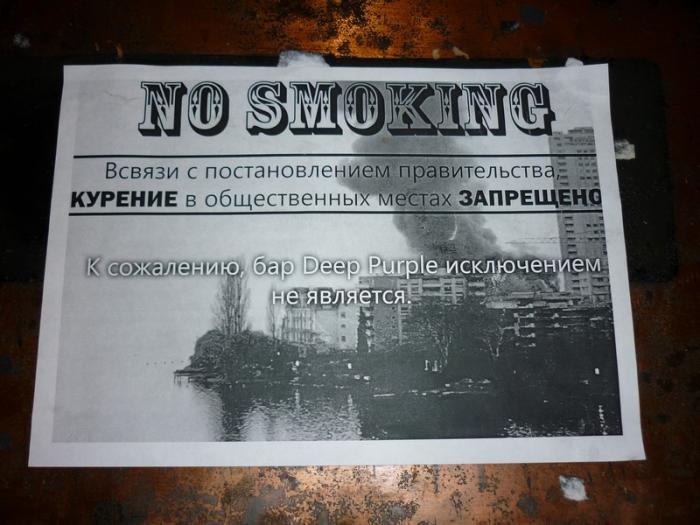 NO SMOKING
Всвязи с постановлением правительства,
КУРЕНИЕ в общественных местах ЗАПРЕЩЕНО
К сожалению, бар Deep Purple исключением
не является.